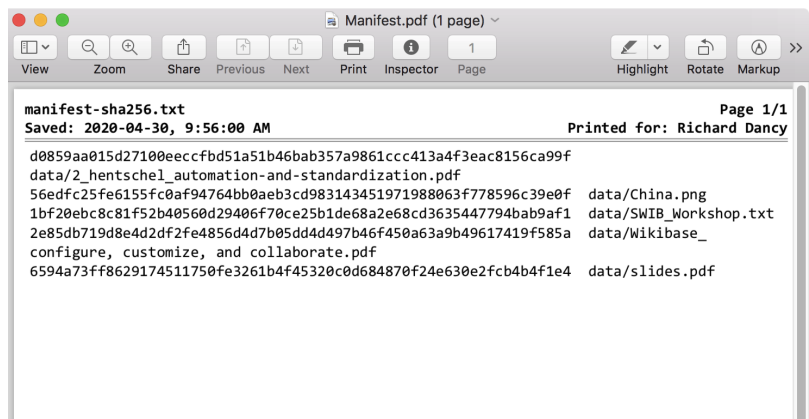 Manifest.pdf (1 page)
View Zoom Share Previous Next Print Inspector 1 Page Highlight Rotate Markup
manifest-sha256.txt Page 1/1
Saved: 2020-04-30, 9:56:00 AM Printed for: Richard Dancy
d0859aa015d27100eeccfbd51a51b46bab357a9861ccc413a4f3eac8156ca99f
data/2_hentschel_automation-and-standardization.pdf
56edfc25fe6155fc0af94764bb0aeb3cd983143451971988063f778596c39e0f data/China.png
1bf20ebc8c81f52b40560d29406f70ce25b1de68a2e68cd3635447794bab9af1 data/SWIB_Workshop.txt
2e85db719d8e4d2df2fe4856d4d7b05dd4d497b46f450a63a9b49617419f585a data/Wikibase_
configure, customize, and collaborate.pdf
6594a73ff8629174511750fe3261b4f45320c0d684870f24e630e2fcb4b4f1e4 data/slides.pdf